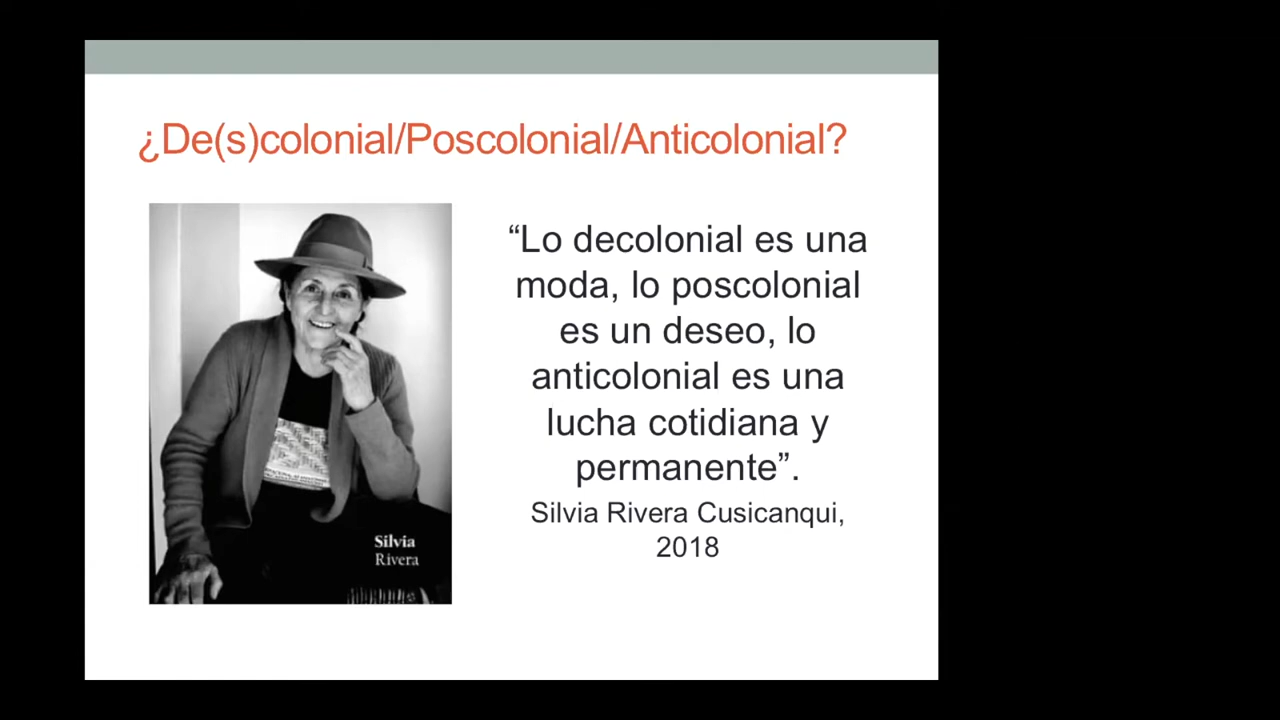 ¿De(s)colonial/Poscolonial/Anticolonial?
“Lo decolonial es una
moda, lo poscolonial
es un deseo, lo
anticolonial es una
lucha cotidiana y
permanente”.
Silvia Rivera Cusicanqui,
2018
Silvia
Rivera